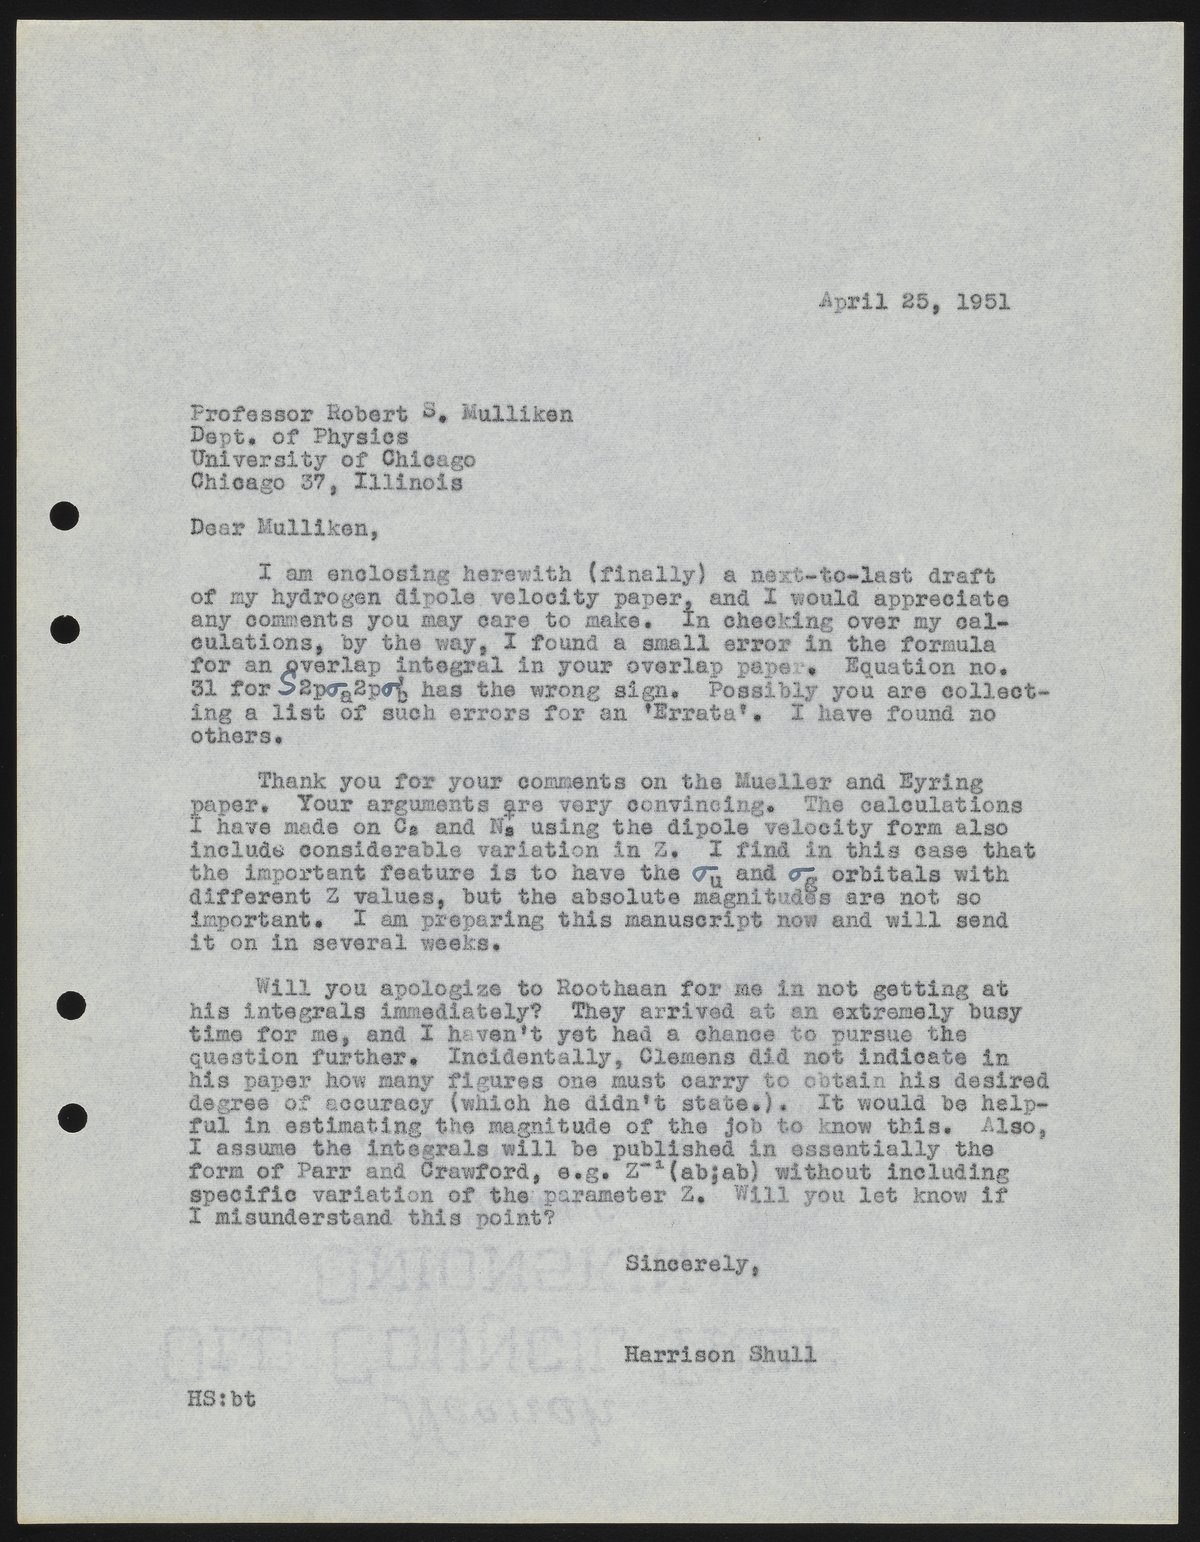 April 25, 1951
Professor Robert S. Mulliken
Dept. of Physics
University of Chicago
Chicago 37, Illinois
Dear Mulliken,
I am enclosing herewith (finally) a next-to-last draft
of my hydrogen dipole velocity paper, and I would appreciate
any comments you may care to make. In checking over my cal-
culations, by the way, I found a small error in the formula
for an overlap integral in your overlap paper. Equation no.
31 for S2pσₐ2pσ'b has the wrong sign. Possibly you are collect-
ing a list of such errors for an 'Errata'. I have found no
others.
Thank you for your comments on the Mueller and Eyring
paper. Your arguments are very convincing. The calculations
I have made on C₂ and N₂⁺ using the dipole velocity form also
include considerable variation in Z. I find in this case that
the important feature is to have the σu and σg orbitals with
different Z values, but the absolute magnitudes are not so
important. I am preparing this manuscript now and will send
it on in several weeks.
Will you apologize to Roothaan for me in not getting at
his integrals immediately? They arrived at an extremely busy
time for me, and I haven't yet had a chance to pursue the
question further. Incidentally, Clemens did not indicate in
his paper how many figures one must carry to obtain his desired
degree of accuracy (which he didn't state.). It would be help-
ful in estimating the magnitude of the job to know this. Also,
I assume the integrals will be published in essentially the
form of Parr and Crawford, e.g. Z⁻¹(ab;ab) without including
specific variation of the parameter Z. Will you let know if
I misunderstand this point?
Sincerely,
Harrison Shull
HS:bt